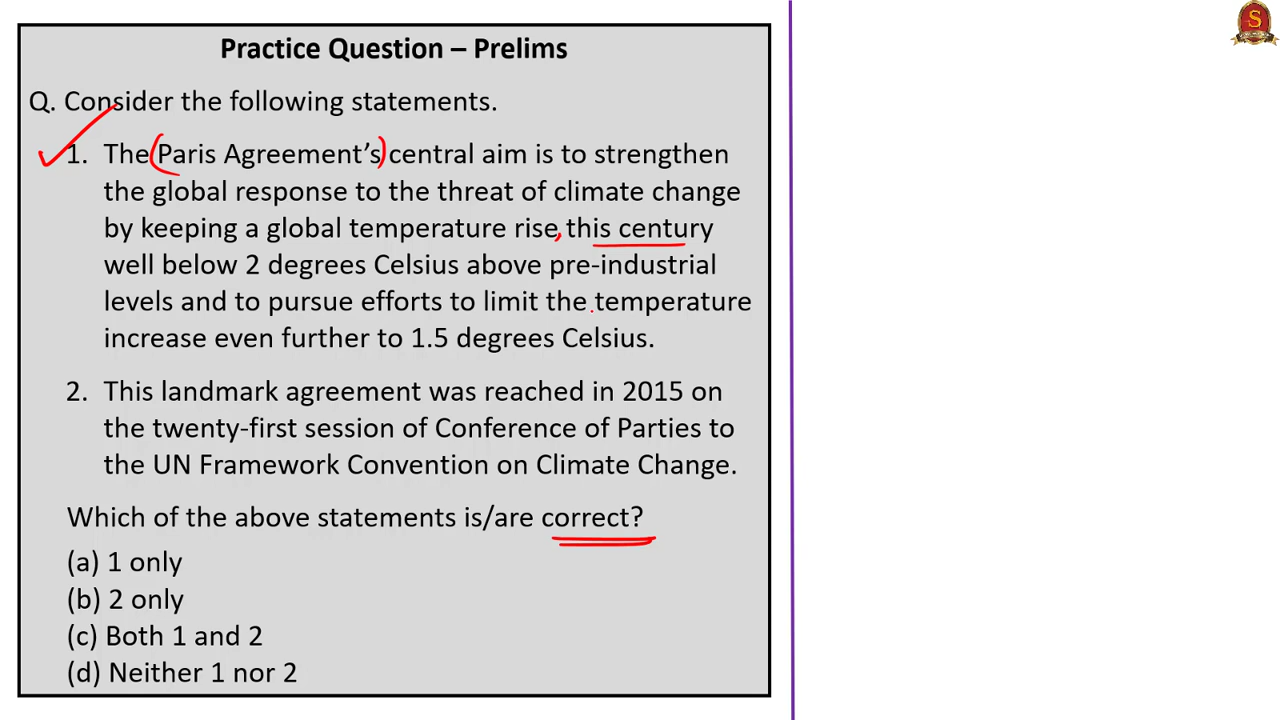 Practice Question – Prelims
Q. Consider the following statements.
1. The (Paris Agreement’s) central aim is to strengthen
the global response to the threat of climate change
by keeping a global temperature rise, this century
well below 2 degrees Celsius above pre-industrial
levels and to pursue efforts to limit the temperature
increase even further to 1.5 degrees Celsius.
2. This landmark agreement was reached in 2015 on
the twenty-first session of Conference of Parties to
the UN Framework Convention on Climate Change.
Which of the above statements is/are correct?
(a) 1 only
(b) 2 only
(c) Both 1 and 2
(d) Neither 1 nor 2
S